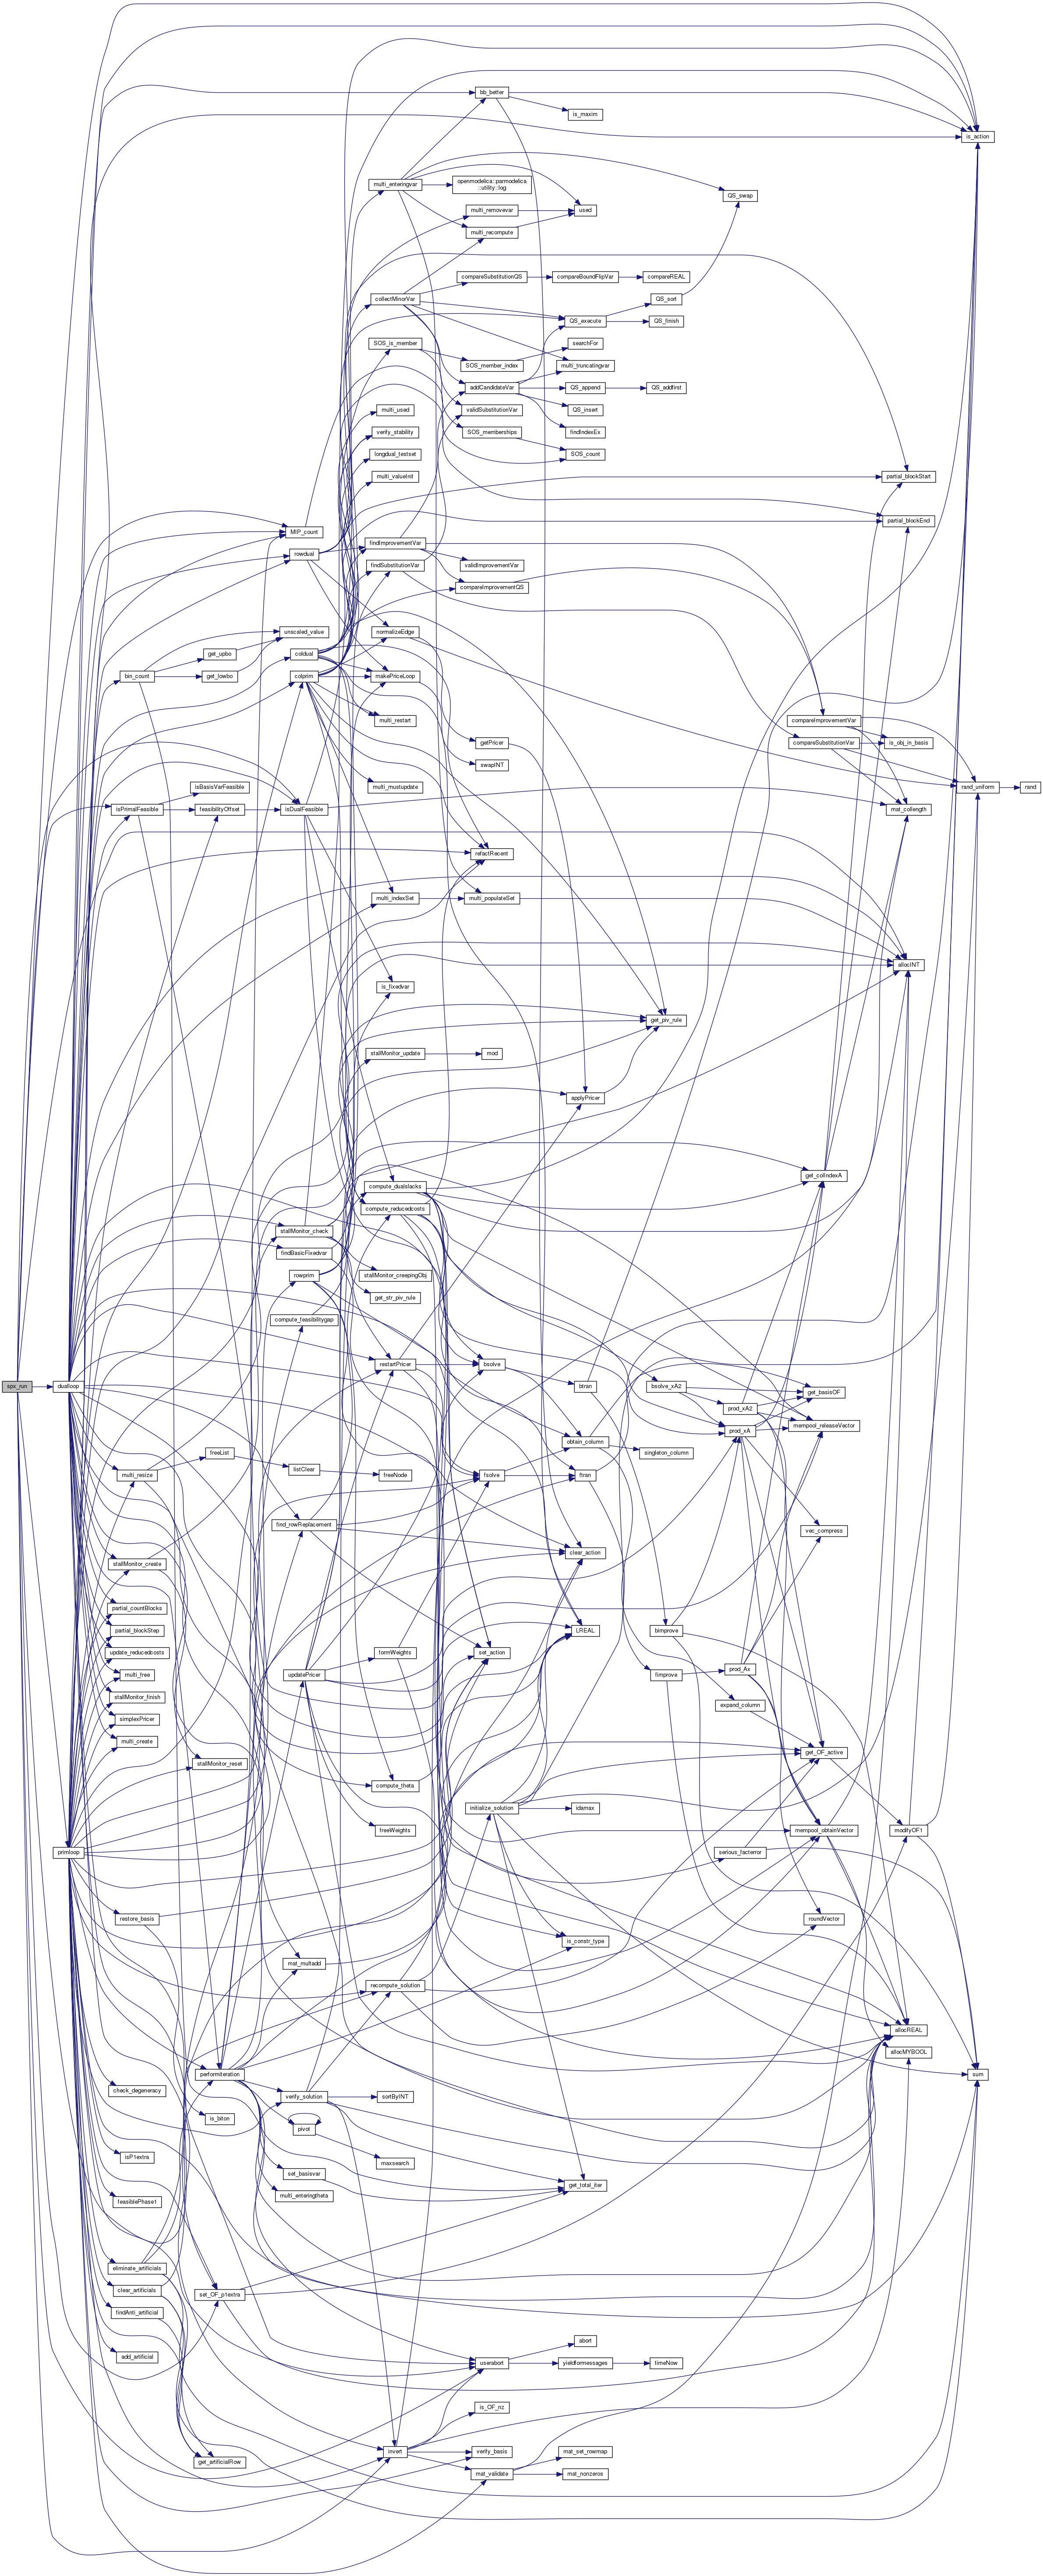 is_action
bb_better
is_maxim
multi_enteringvar
openmodelica::parmodelica
::utility::log
QS_swap
multi_removevar
used
multi_recompute
compareSubstitutionQS
compareBoundFlipVar
compareREAL
collectMinorVar
QS_sort
QS_execute
QS_finish
SOS_is_member
searchFor
SOS_member_index
multi_truncatingvar
addCandidateVar
QS_append
QS_addfirst
multi_used
validSubstitutionVar
QS_insert
verify_stability
SOS_memberships
findIndexEx
longdual_testset
SOS_count
multi_valueInit
partial_blockStart
partial_blockEnd
MIP_count
rowdual
findImprovementVar
findSubstitutionVar
validImprovementVar
compareImprovementQS
unscaled_value
normalizeEdge
get_upbo
coldual
bin_count
get_lowbo
colprim
makePriceLoop
multi_restart
compareImprovementVar
getPricer
compareSubstitutionVar
is_obj_in_basis
swapINT
isBasisVarFeasible
multi_mustupdate
rand_uniform
rand
isPrimalFeasible
feasibilityOffset
isDualFeasible
mat_collength
refactRecent
multi_indexSet
multi_populateSet
allocINT
is_fixedvar
get_piv_rule
stallMonitor_update
mod
applyPricer
get_colIndexA
compute_dualslacks
compute_reducedcosts
stallMonitor_check
findBasicFixedvar
rowprim
stallMonitor_creepingObj
get_str_piv_rule
compute_feasibilitygap
restartPricer
bsolve
spx_run
dualloop
btran
bsolve_xA2
get_basisOF
prod_xA2
mempool_releaseVector
prod_xA
obtain_column
singleton_column
freeList
listClear
freeNode
multi_resize
fsolve
ftran
find_rowReplacement
vec_compress
clear_action
stallMonitor_create
partial_countBlocks
partial_blockStep
LREAL
bimprove
update_reducedcosts
formWeights
set_action
updatePricer
fimprove
prod_Ax
multi_free
stallMonitor_finish
expand_column
simplexPricer
multi_create
get_OF_active
stallMonitor_reset
compute_theta
initialize_solution
idamax
freeWeights
mempool_obtainVector
modifyOF1
primloop
serious_facterror
restore_basis
roundVector
is_constr_type
mat_multadd
recompute_solution
allocREAL
allocMYBOOL
performiteration
sum
check_degeneracy
verify_solution
sortByINT
is_bfon
pivot
isP1extra
maxsearch
set_basisvar
get_total_iter
feasiblePhase1
multi_enteringtheta
eliminate_artificials
clear_artificials
set_OF_p1extra
findAnti_artificial
abort
add_artificial
userabort
yieldformessages
timeNow
is_OF_nz
invert
verify_basis
mat_set_rowmap
get_artificialRow
mat_validate
mat_nonzeros